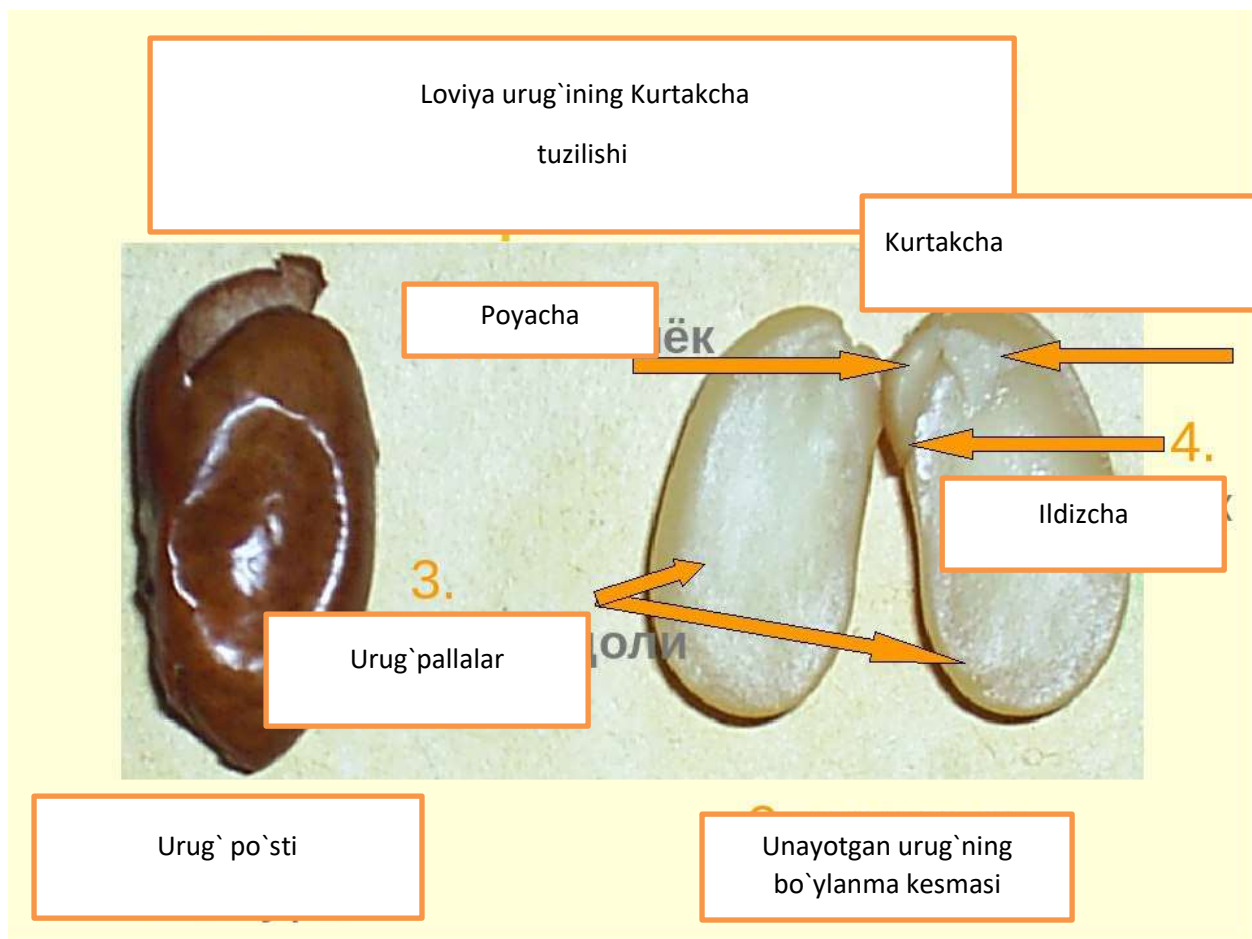 Loviya urug`ining Kurtakcha
tuzilishi
Kurtakcha
Poyacha
ёк
4.
Ildizcha
3.
Urug`pallalar
доли
Urug` po`sti
Unayotgan urug`ning
bo`ylanma kesmasi